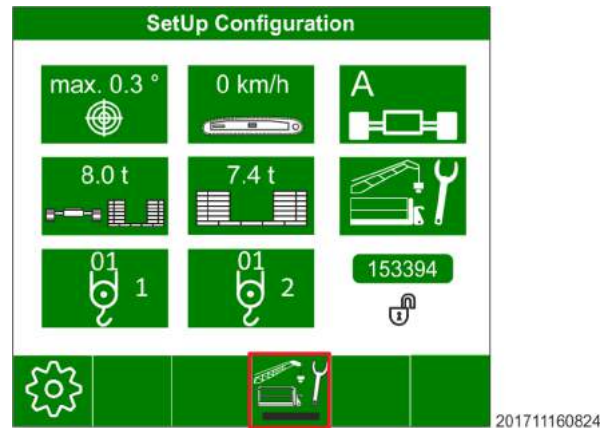 SetUp Configuration
max. 0.3 °
0 km/h
A
8.0 t
7.4 t
01
1
01
2
153394
201711160824